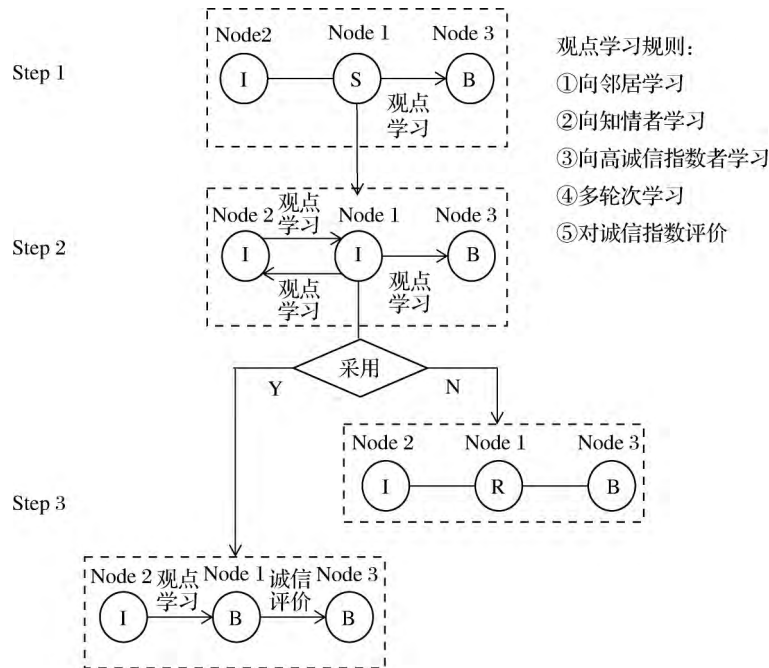 Step 1
Node2 Node 1 Node 3
I S B
观点
学习
观点学习规则：
①向邻居学习
②向知情者学习
③向高诚信指数者学习
④多轮次学习
⑤对诚信指数评价
Step 2
观点
Node 2 学习 Node 1 Node 3
I I B
观点 观点
学习 学习
采用
Y N
Node 2 Node 1 Node 3
I R B
Step 3
Node 2 观点 Node 1 诚信 Node 3
学习 评价
I B B